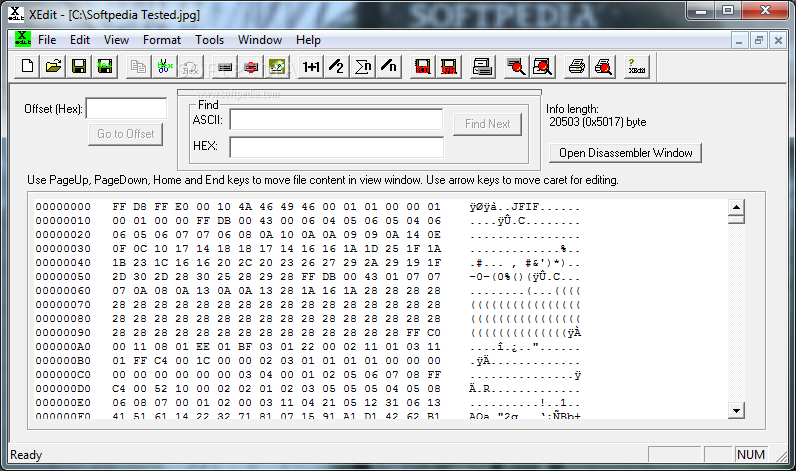 SOFTPEDIA
XEdit - [C:\Softpedia Tested.jpg]
File Edit View Format Tools Window Help
SOFTPEDIA
www.softpedia.com
Offset (Hex):
Go to Offset
Find
ASCII:
HEX:
Find Next
Info length:
20503 (0x5017) byte
Open Disassembler Window
Use PageUp, PageDown, Home and End keys to move file content in view window. Use arrow keys to move caret for editing.
00000000 FF D8 FF E0 00 10 4A 46 49 46 00 01 01 00 00 01 ÿØÿà..JFIF......
00000010 00 01 00 00 FF DB 00 43 00 06 04 05 06 05 04 06 ....ÿÛ.C........
00000020 06 05 06 07 07 06 08 0A 10 0A 0A 09 09 0A 14 0E ................
00000030 0F 0C 10 17 14 18 18 17 14 16 16 1A 1D 25 1F 1A .............%..
00000040 1B 23 1C 16 16 20 2C 20 23 26 27 29 2A 29 19 1F .#... , #&')*)..
00000050 2D 30 2D 28 30 25 28 29 28 FF DB 00 43 01 07 07 -0-(0%()(ÿÛ.C...
00000060 07 0A 08 0A 13 0A 0A 13 28 1A 16 1A 28 28 28 28 ........(...((((
00000070 28 28 28 28 28 28 28 28 28 28 28 28 28 28 28 28 ((((((((((((((((
00000080 28 28 28 28 28 28 28 28 28 28 28 28 28 28 28 28 ((((((((((((((((
00000090 28 28 28 28 28 28 28 28 28 28 28 28 28 28 FF C0 ((((((((((((((ÿÀ
000000A0 00 11 08 01 EE 01 BF 03 01 22 00 02 11 01 03 11 ....î.¿.."......
000000B0 01 FF C4 00 1C 00 00 02 03 01 01 01 01 00 00 00 .ÿÄ.............
000000C0 00 00 00 00 00 00 03 04 00 01 02 05 06 07 08 FF ...............ÿ
000000D0 C4 00 52 10 00 02 02 01 02 03 05 05 05 04 05 08 Ä.R.............
000000E0 06 08 07 00 01 02 00 03 11 04 21 05 12 31 06 13 ..........!..1..
000000F0 41 51 61 14 22 32 71 81 07 15 91 A1 D1 42 62 B1
Ready
NUM